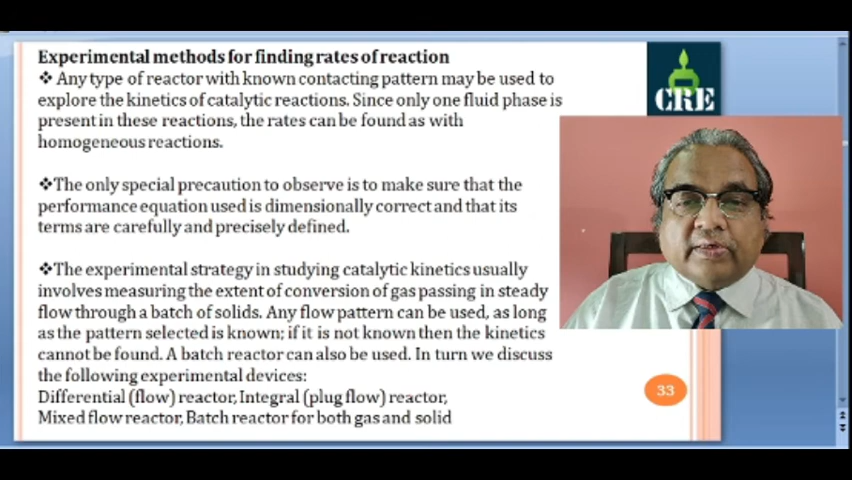 Experimental methods for finding rates of reaction
❖ Any type of reactor with known contacting pattern may be used to
explore the kinetics of catalytic reactions. Since only one fluid phase is
present in these reactions, the rates can be found as with
homogeneous reactions.
❖The only special precaution to observe is to make sure that the
performance equation used is dimensionally correct and that its
terms are carefully and precisely defined.
❖The experimental strategy in studying catalytic kinetics usually
involves measuring the extent of conversion of gas passing in steady
flow through a batch of solids. Any flow pattern can be used, as long
as the pattern selected is known; if it is not known then the kinetics
cannot be found. A batch reactor can also be used. In turn we discuss
the following experimental devices:
Differential (flow) reactor, Integral (plug flow) reactor,
Mixed flow reactor, Batch reactor for both gas and solid
CRE
33